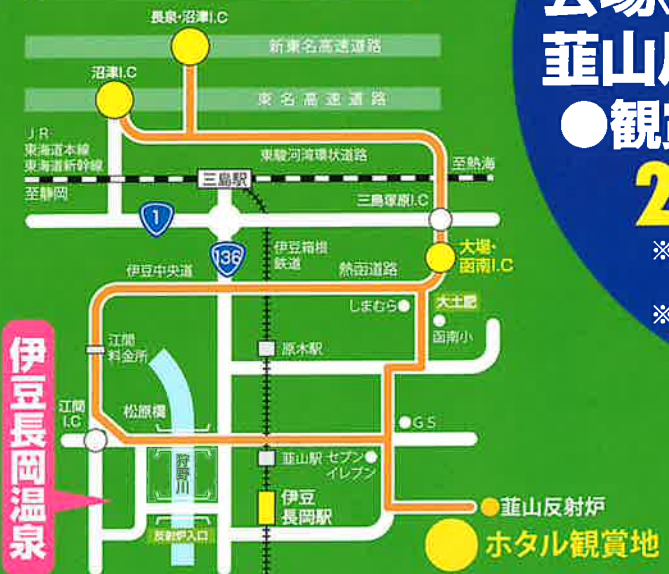 長泉・沼津I.C
新東名高速道路
沼津I.C
東名高速道路
JR
東海道本線
東海道新幹線
東駿河湾環状道路
至熱海
三島駅
至静岡
三島塚原I.C
1
136
伊豆箱根
鉄道
大場・
函南I.C
伊豆中央道
熱函道路
しまむら
大土肥
函南小
江間
料金所
原木駅
伊豆長岡温泉
江間
I.C
松原橋
GS
狩野川
韮山駅
セブン
イレブン
伊豆
長岡駅
反射炉入口
韮山反射炉
ホタル観賞地
韮山
●観
2
※
※